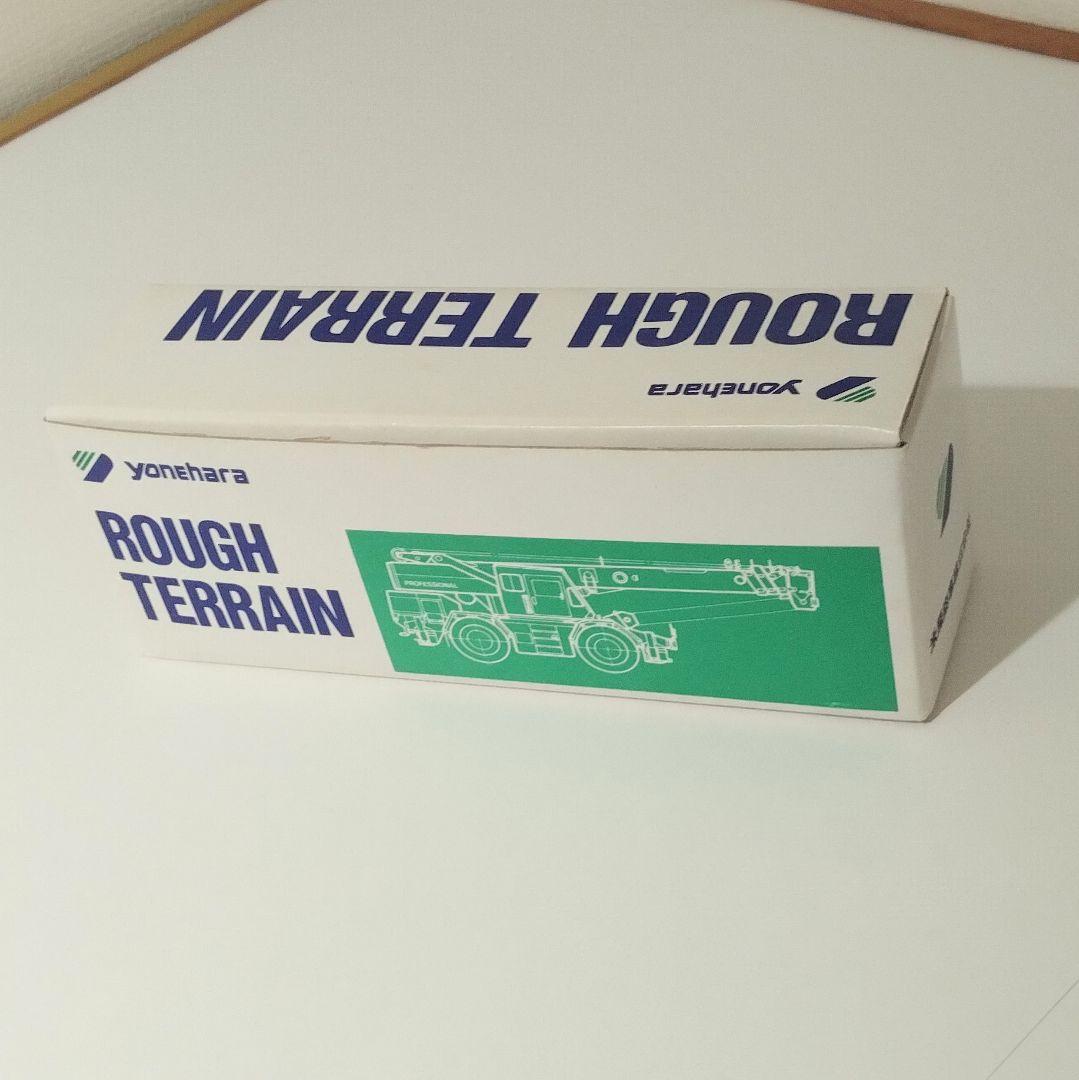 ROUGH TERRAIN
yonehara
yonehara
ROUGH
TERRAIN
PROFESSIONAL